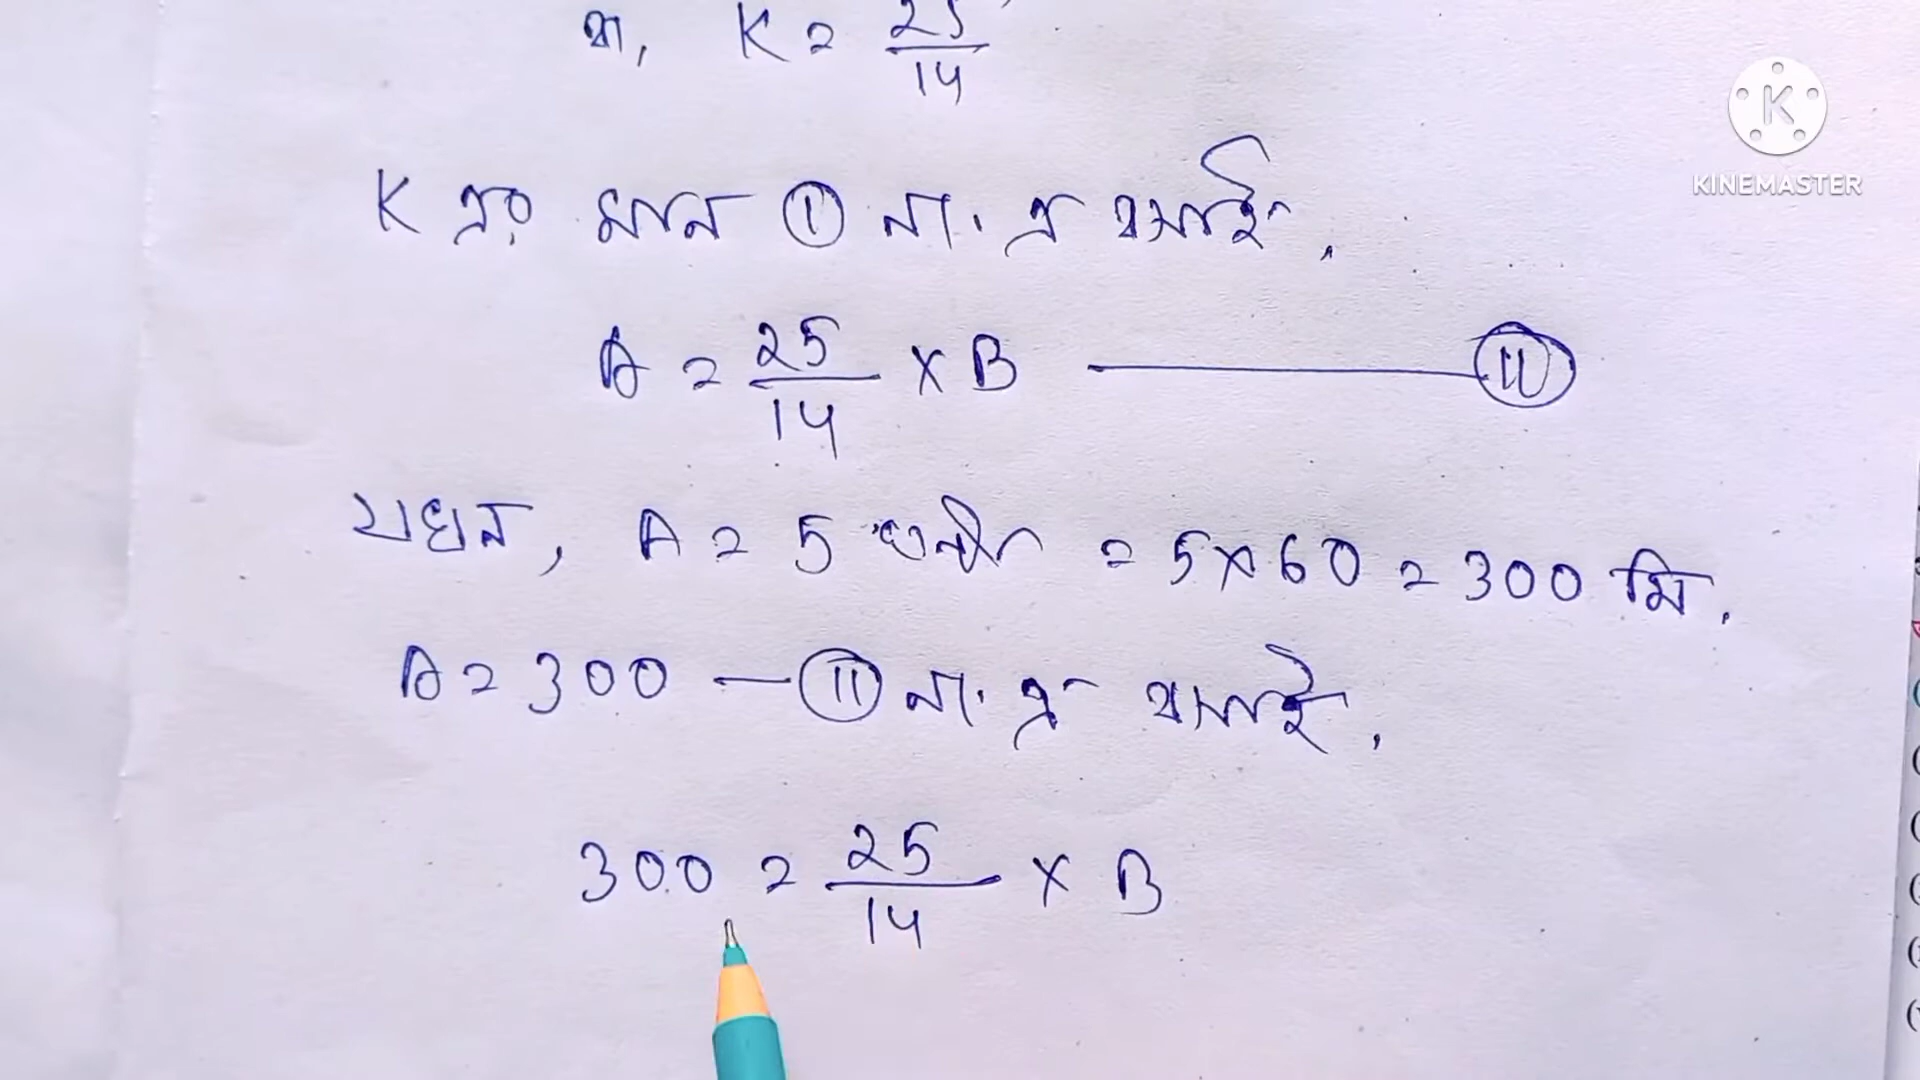 বা, K = 25/14
K এর মান ① নং এ বসাই,
A = 25/14 × B ——— ⑪
যখন, A = 5 ঘন্টা = 5×60 = 300 মি.
A = 300 — ⑪ নং এ বসাই,
300 = 25/14 × B
K
KINEMASTER